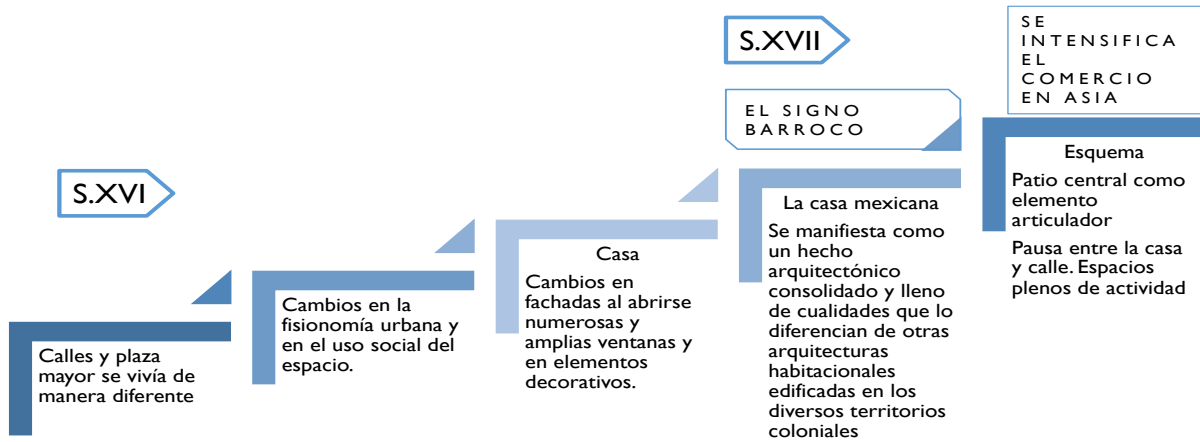 S.XVI
Calles y plaza
mayor se vivía de
manera diferente
Cambios en la
fisionomía urbana y
en el uso social del
espacio.
Casa
Cambios en
fachadas al abrirse
numerosas y
amplias ventanas y
en elementos
decorativos.
S.XVII
EL SIGNO
BARROCO
La casa mexicana
Se manifiesta como
un hecho
arquitectónico
consolidado y lleno
de cualidades que lo
diferencian de otras
arquitecturas
habitacionales
edificadas en los
diversos territorios
coloniales
SE
INTENSIFICA
EL
COMERCIO
EN ASIA
Esquema
Patio central como
elemento
articulador
Pausa entre la casa
y calle. Espacios
plenos de actividad